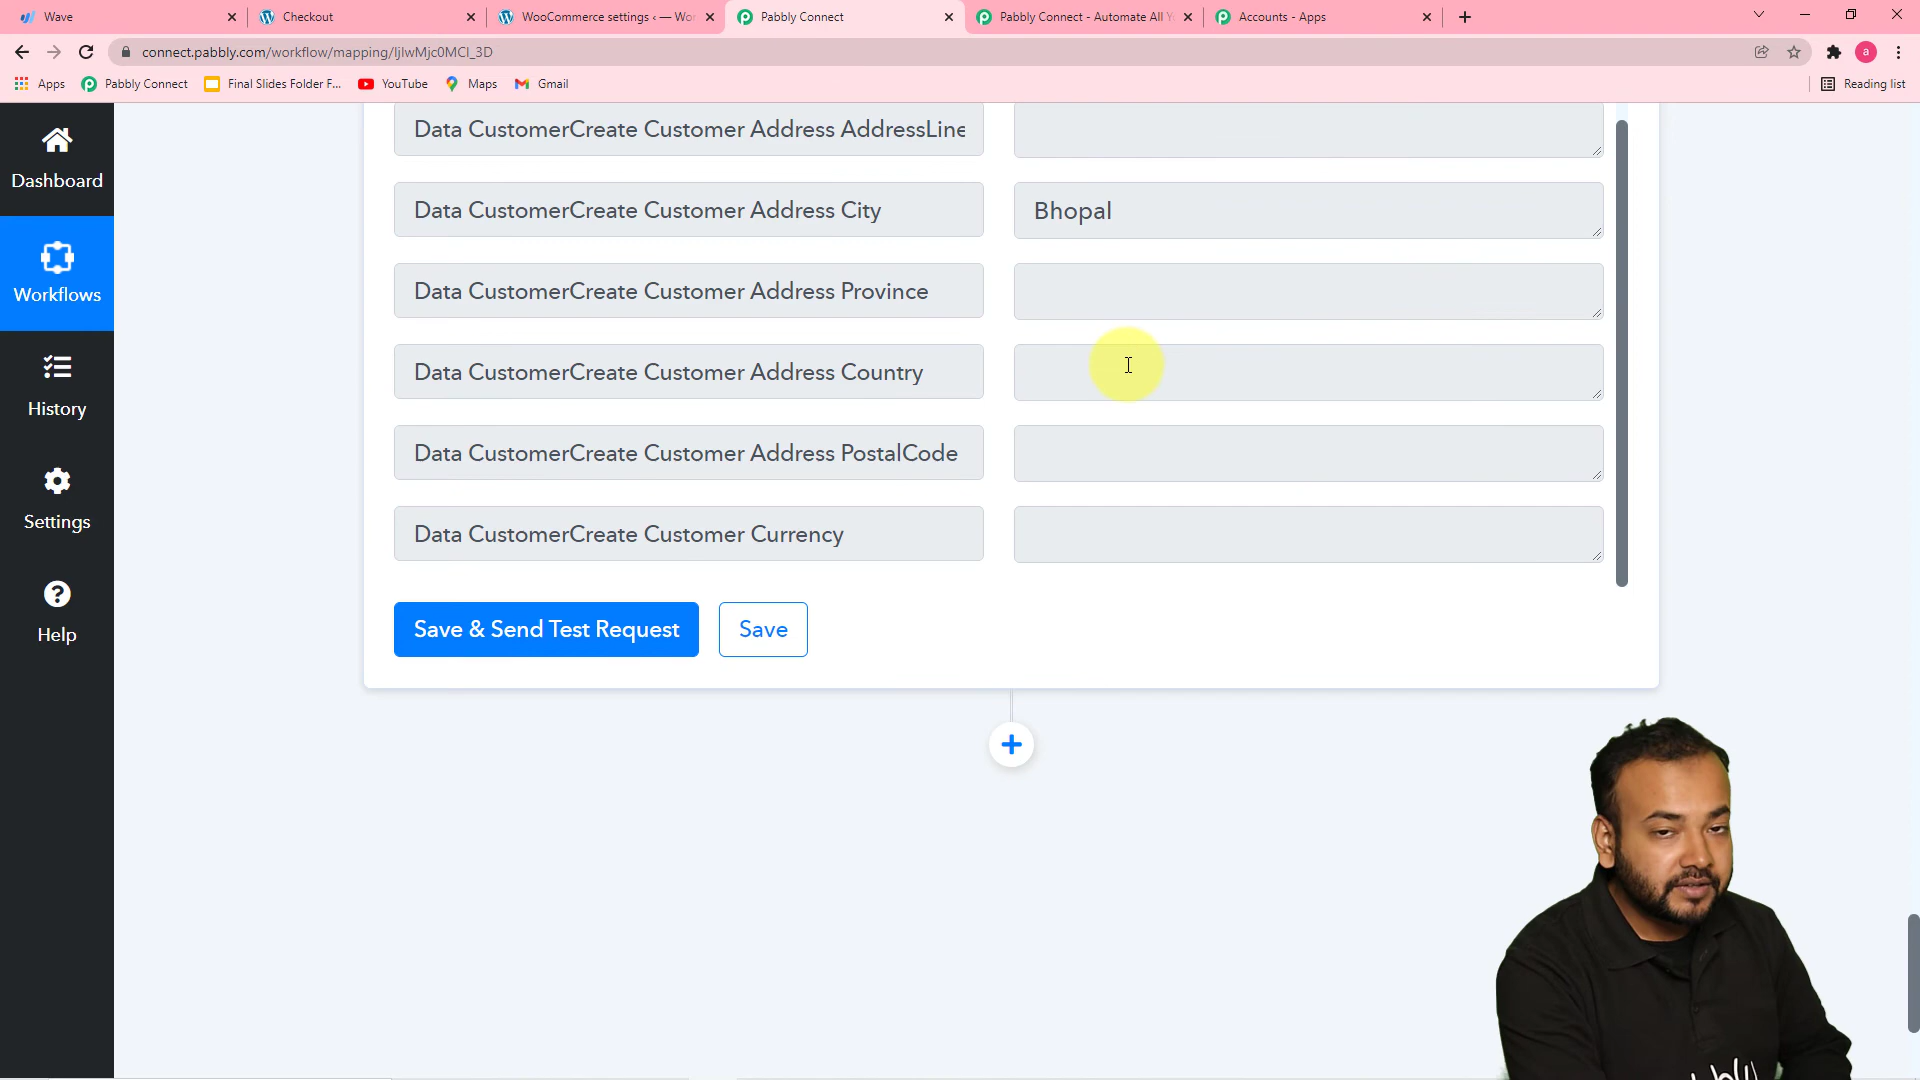 Wave
Checkout
WooCommerce settings ‹ — Wor
Pabbly Connect
Pabbly Connect - Automate All Y
Accounts - Apps
connect.pabbly.com/workflow/mapping/IjIwMjc0MCI_3D
Apps
Pabbly Connect
Final Slides Folder F...
YouTube
Maps
Gmail
Reading list
Dashboard
Workflows
History
Settings
Help
Data CustomerCreate Customer Address AddressLine
Data CustomerCreate Customer Address City
Bhopal
Data CustomerCreate Customer Address Province
Data CustomerCreate Customer Address Country
Data CustomerCreate Customer Address PostalCode
Data CustomerCreate Customer Currency
Save & Send Test Request
Save